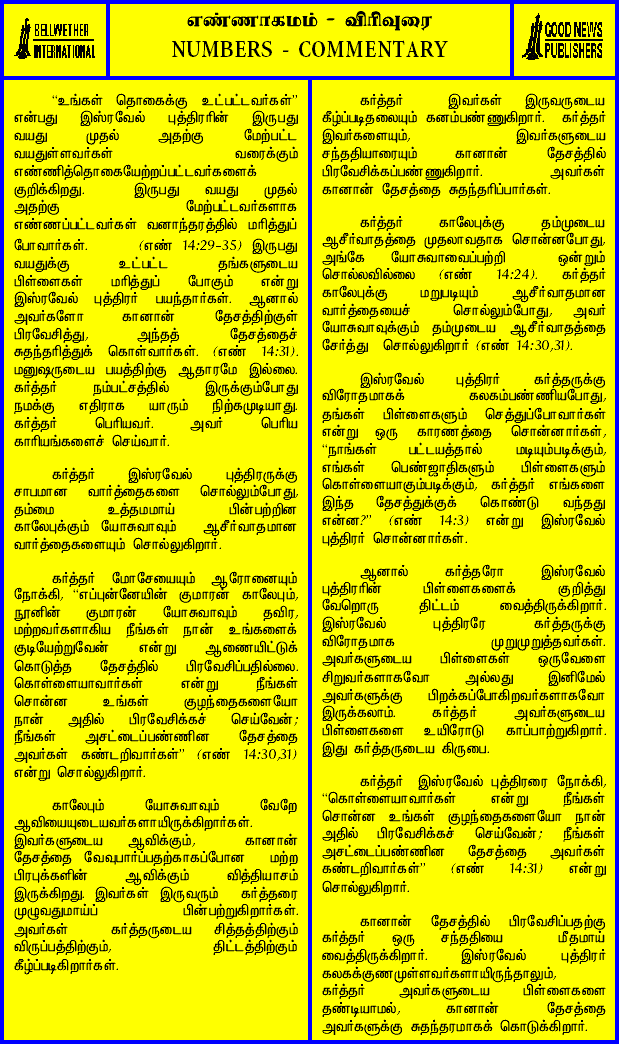 BELLWETHER
INTERNATIONAL
எண்ணாகமம் - விரிவுரை
NUMBERS - COMMENTARY
GOOD NEWS
PUBLISHERS
“உங்கள் தொகைக்கு உட்பட்டவர்கள்”
என்பது இஸ்ரவேல் புத்திரரின் இருபது
வயது முதல் அதற்கு மேற்பட்ட
வயதுள்ளவர்கள் வரைக்கும்
எண்ணித்தொகையேற்றப்பட்டவர்களைக்
குறிக்கிறது. இருபது வயது முதல்
அதற்கு மேற்பட்டவர்களாக
எண்ணப்பட்டவர்கள் வனாந்தரத்தில் மரித்துப்
போவார்கள். (எண் 14:29-35) இருபது
வயதுக்கு உட்பட்ட தங்களுடைய
பிள்ளைகள் மரித்துப் போகும் என்று
இஸ்ரவேல் புத்திரர் பயந்தார்கள். ஆனால்
அவர்களோ கானான் தேசத்திற்குள்
பிரவேசித்து, அந்தத் தேசத்தைச்
சுதந்தரித்துக் கொள்வார்கள். (எண் 14:31).
மனுஷருடைய பயத்திற்கு ஆதாரமே இல்லை.
கர்த்தர் நம்பட்சத்தில் இருக்கும்போது
நமக்கு எதிராக யாரும் நிற்கமுடியாது.
கர்த்தர் பெரியவர். அவர் பெரிய
காரியங்களைச் செய்வார்.
கர்த்தர் இஸ்ரவேல் புத்திரருக்கு
சாபமான வார்த்தைகளை சொல்லும்போது,
தம்மை உத்தமமாய் பின்பற்றின
காலேபுக்கும் யோசுவாவும் ஆசீர்வாதமான
வார்த்தைகளையும் சொல்லுகிறார்.
கர்த்தர் மோசேயையும் ஆரோனையும்
நோக்கி, “எப்புன்னேயின் குமாரன் காலேபும்,
நூனின் குமாரன் யோசுவாவும் தவிர,
மற்றவர்களாகிய நீங்கள் நான் உங்களைக்
குடியேற்றுவேன் என்று ஆணையிட்டுக்
கொடுத்த தேசத்தில் பிரவேசிப்பதில்லை.
கொள்ளையாவார்கள் என்று நீங்கள்
சொன்ன உங்கள் குழந்தைகளையோ
நான் அதில் பிரவேசிக்கச் செய்வேன்;
நீங்கள் அசட்டைப்பண்ணின தேசத்தை
அவர்கள் கண்டறிவார்கள்” (எண் 14:30,31)
என்று சொல்லுகிறார்.
காலேபும் யோசுவாவும் வேறே
ஆவியையுடையவர்களாயிருக்கிறார்கள்.
இவர்களுடைய ஆவிக்கும், கானான்
தேசத்தை வேவுபார்ப்பதற்காகப்போன மற்ற
பிரபுக்களின் ஆவிக்கும் வித்தியாசம்
இருக்கிறது. இவர்கள் இருவரும் கர்த்தரை
முழுவதுமாய்ப் பின்பற்றுகிறார்கள்.
அவர்கள் கர்த்தருடைய சித்தத்திற்கும்
விருப்பத்திற்கும், திட்டத்திற்கும்
கீழ்ப்படிகிறார்கள்.
கர்த்தர் இவர்கள் இருவருடைய
கீழ்ப்படிதலையும் கனம்பண்ணுகிறார். கர்த்தர்
இவர்களையும், இவர்களுடைய
சந்ததியாரையும் கானான் தேசத்தில்
பிரவேசிக்கப்பண்ணுகிறார். அவர்கள்
கானான் தேசத்தை சுதந்தரிப்பார்கள்.
கர்த்தர் காலேபுக்கு தம்முடைய
ஆசீர்வாதத்தை முதலாவதாக சொன்னபோது,
அங்கே யோசுவாவைப்பற்றி ஒன்றும்
சொல்லவில்லை (எண் 14:24). கர்த்தர்
காலேபுக்கு மறுபடியும் ஆசீர்வாதமான
வார்த்தையைச் சொல்லும்போது, அவர்
யோசுவாவுக்கும் தம்முடைய ஆசீர்வாதத்தை
சேர்த்து சொல்லுகிறார் (எண் 14:30,31).
இஸ்ரவேல் புத்திரர் கர்த்தருக்கு
விரோதமாகக் கலகம்பண்ணியபோது,
தங்கள் பிள்ளைகளும் செத்துப்போவார்கள்
என்று ஒரு காரணத்தை சொன்னார்கள்,
“நாங்கள் பட்டயத்தால் மடியும்படிக்கும்,
எங்கள் பெண்ஜாதிகளும் பிள்ளைகளும்
கொள்ளையாகும்படிக்கும், கர்த்தர் எங்களை
இந்த தேசத்துக்குக் கொண்டு வந்தது
என்ன?” (எண் 14:3) என்று இஸ்ரவேல்
புத்திரர் சொன்னார்கள்.
ஆனால் கர்த்தரோ இஸ்ரவேல்
புத்திரரின் பிள்ளைகளைக் குறித்து
வேறொரு திட்டம் வைத்திருக்கிறார்.
இஸ்ரவேல் புத்திரரே கர்த்தருக்கு
விரோதமாக முறுமுறுத்தவர்கள்.
அவர்களுடைய பிள்ளைகள் ஒருவேளை
சிறுவர்களாகவோ அல்லது இனிமேல்
அவர்களுக்கு பிறக்கப்போகிறவர்களாகவோ
இருக்கலாம். கர்த்தர் அவர்களுடைய
பிள்ளைகளை உயிரோடு காப்பாற்றுகிறார்.
இது கர்த்தருடைய கிருபை.
கர்த்தர் இஸ்ரவேல் புத்திரரை நோக்கி,
“கொள்ளையாவார்கள் என்று நீங்கள்
சொன்ன உங்கள் குழந்தைகளையோ நான்
அதில் பிரவேசிக்கச் செய்வேன்; நீங்கள்
அசட்டைப்பண்ணின தேசத்தை அவர்கள்
கண்டறிவார்கள்” (எண் 14:31) என்று
சொல்லுகிறார்.
கானான் தேசத்தில் பிரவேசிப்பதற்கு
கர்த்தர் ஒரு சந்ததியை மீதமாய்
வைத்திருக்கிறார். இஸ்ரவேல் புத்திரர்
கலகக்குணமுள்ளவர்களாயிருந்தாலும்,
கர்த்தர் அவர்களுடைய பிள்ளைகளை
தண்டியாமல், கானான் தேசத்தை
அவர்களுக்கு சுதந்தரமாகக் கொடுக்கிறார்.